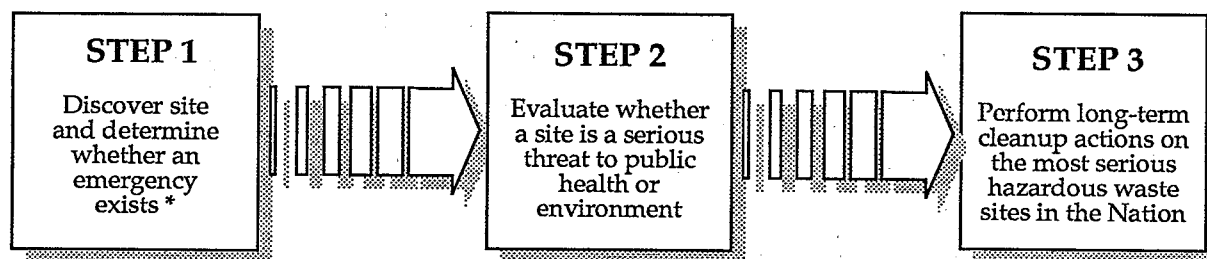 STEP 1
Discover site
and determine
whether an
emergency
exists *
STEP 2
Evaluate whether
a site is a serious
threat to public
health or
environment
STEP 3
Perform long-term
cleanup actions on
the most serious
hazardous waste
sites in the Nation